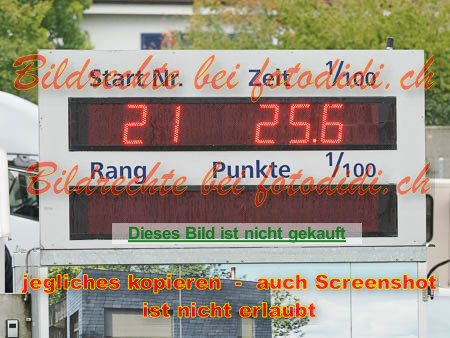 Start Nr. Zeit 1/100
Bildrechte bei fotodidi.ch
21 25.6
Rang Punkte 1/100
Bildrechte bei fotodidi.ch
Dieses Bild ist nicht gekauft
jegliches kopieren - auch Screenshot
ist nicht erlaubt